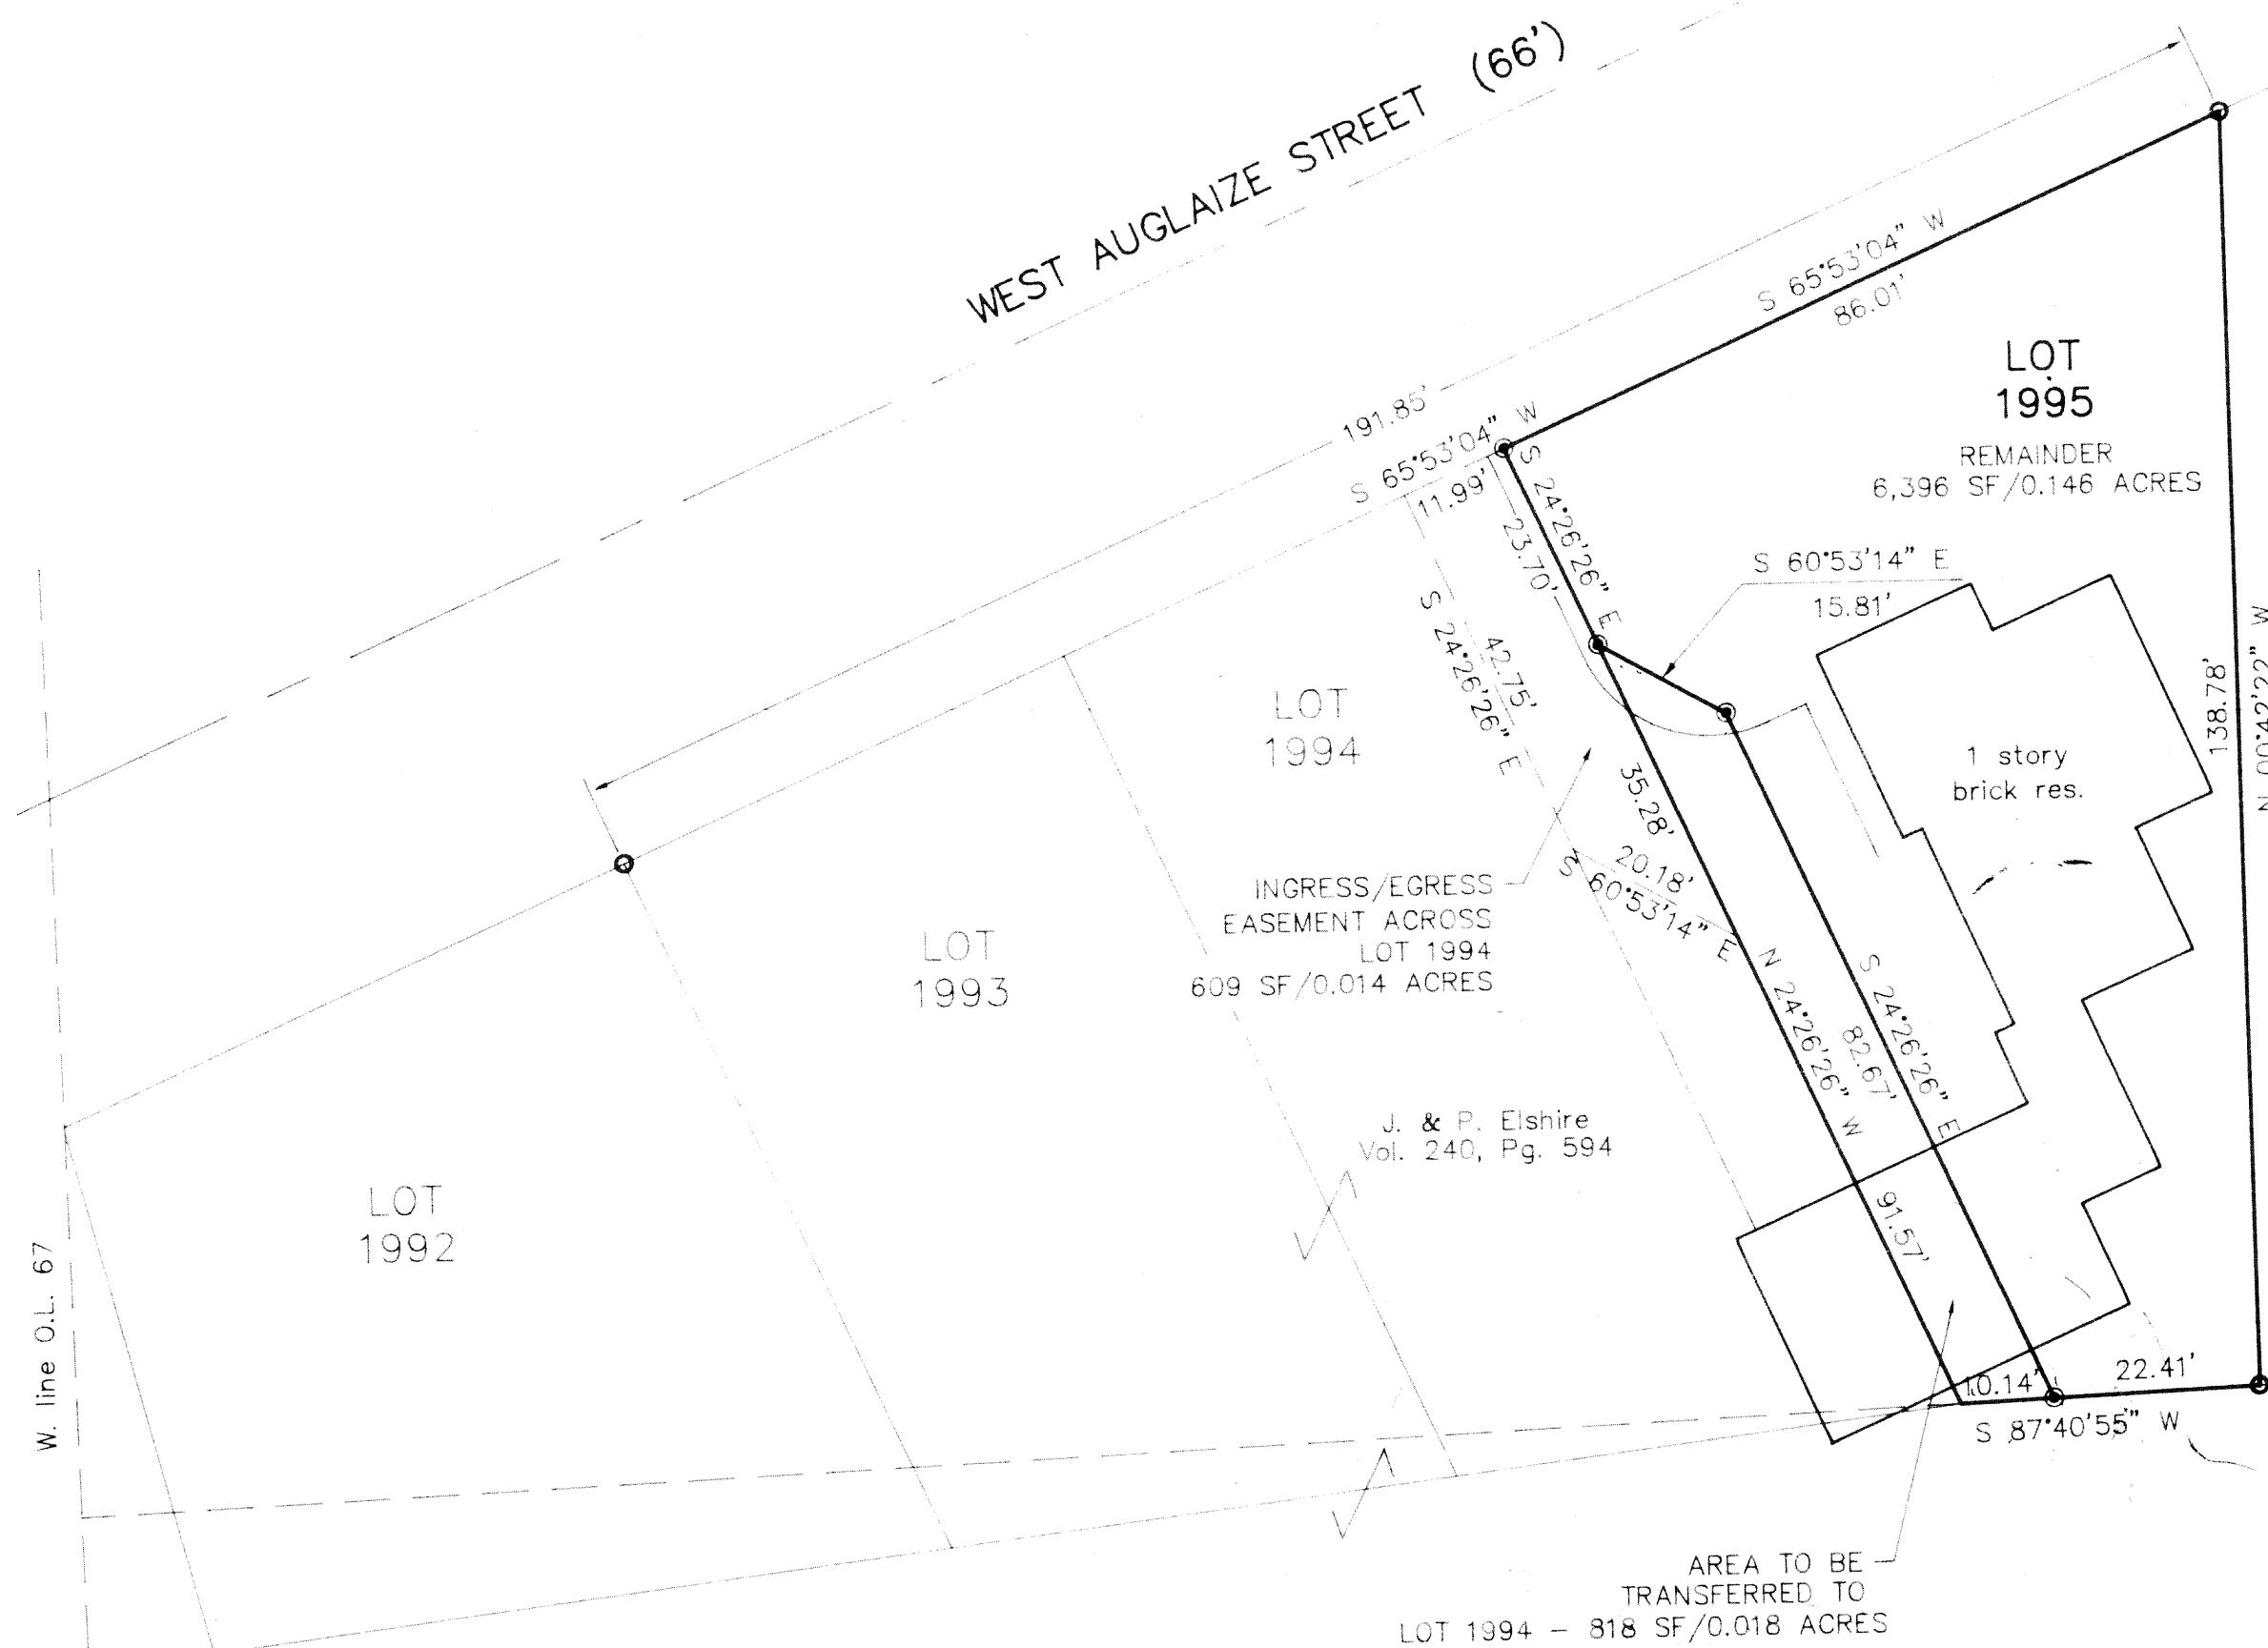 WEST AUGLAIZE STREET (66')
S 65°53'04" W
86.01'
191.85'
S 65°53'04" W
11.99'
LOT
1995
REMAINDER
6,396 SF/0.146 ACRES
S 24°26'26" E
23.70'
S 60°53'14" E
15.81'
42.75'
S 24°26'26" E
138.78'
N 00°42'22" W
LOT
1994
1 story
brick res.
35.28'
20.18'
S 60°53'14" E
INGRESS/EGRESS
EASEMENT ACROSS
LOT 1994
609 SF/0.014 ACRES
LOT
1993
N 24°26'26" W
82.67'
S 24°26'26" E
J. & P. Elshire
Vol. 240, Pg. 594
LOT
1992
91.57'
W. line O.L. 67
10.14'
22.41'
S 87°40'55" W
AREA TO BE
TRANSFERRED TO
LOT 1994 - 818 SF/0.018 ACRES